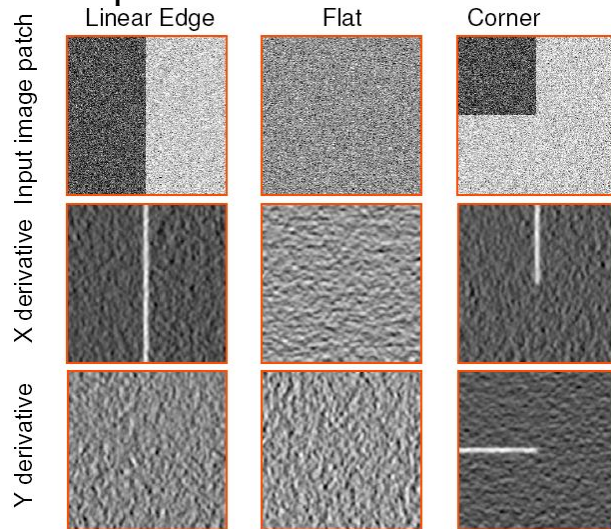 Linear Edge Flat Corner
Input image patch
X derivative
Y derivative